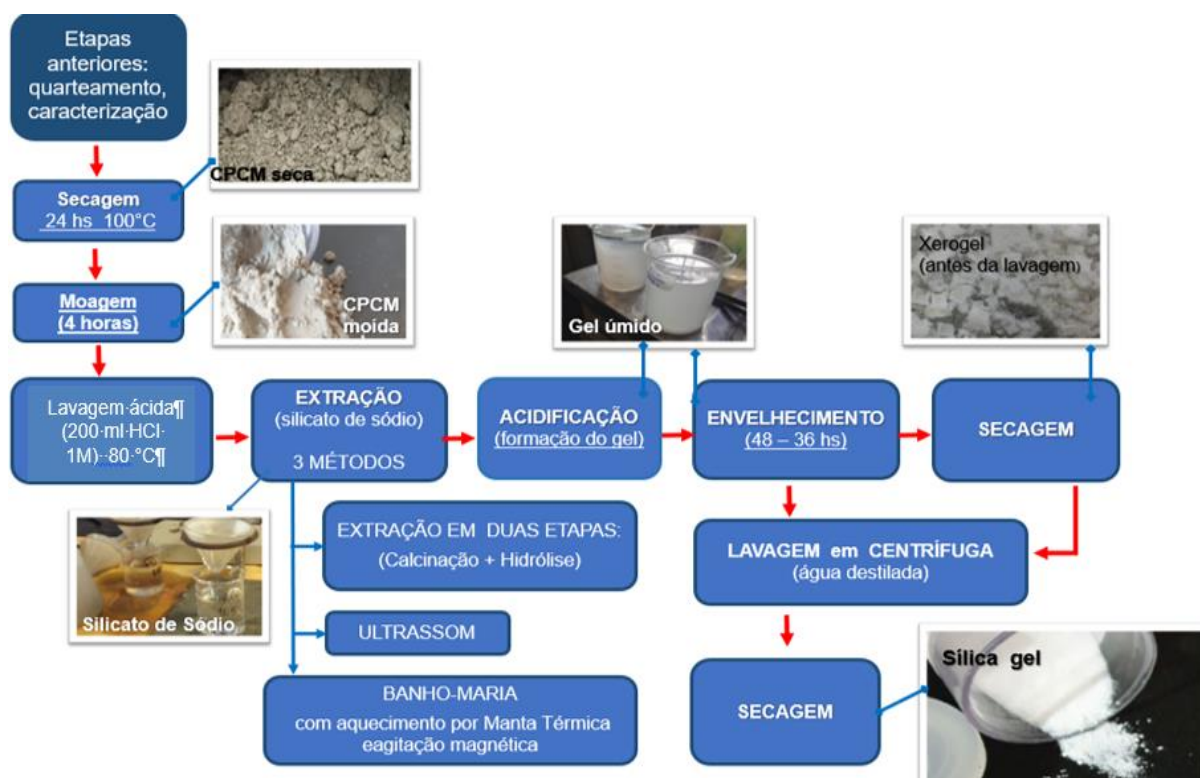 Etapas
anteriores:
quarteamento,
caracterização
CPCM seca
Secagem
24 hs 100°C
Moagem
(4 horas)
CPCM
moída
Gel úmido
Xerogel
(antes da lavagem)
Lavagem·ácida¶
(200·ml·HCl·
1M)··80·°C¶
EXTRAÇÃO
(silicato de sódio)
3 MÉTODOS
ACIDIFICAÇÃO
(formação do gel)
ENVELHECIMENTO
(48 – 36 hs)
SECAGEM
Silicato de Sódio
EXTRAÇÃO EM DUAS ETAPAS:
(Calcinação + Hidrólise)
ULTRASSOM
BANHO-MARIA
com aquecimento por Manta Térmica
eagitação magnética
LAVAGEM em CENTRÍFUGA
(água destilada)
SECAGEM
Sílica gel